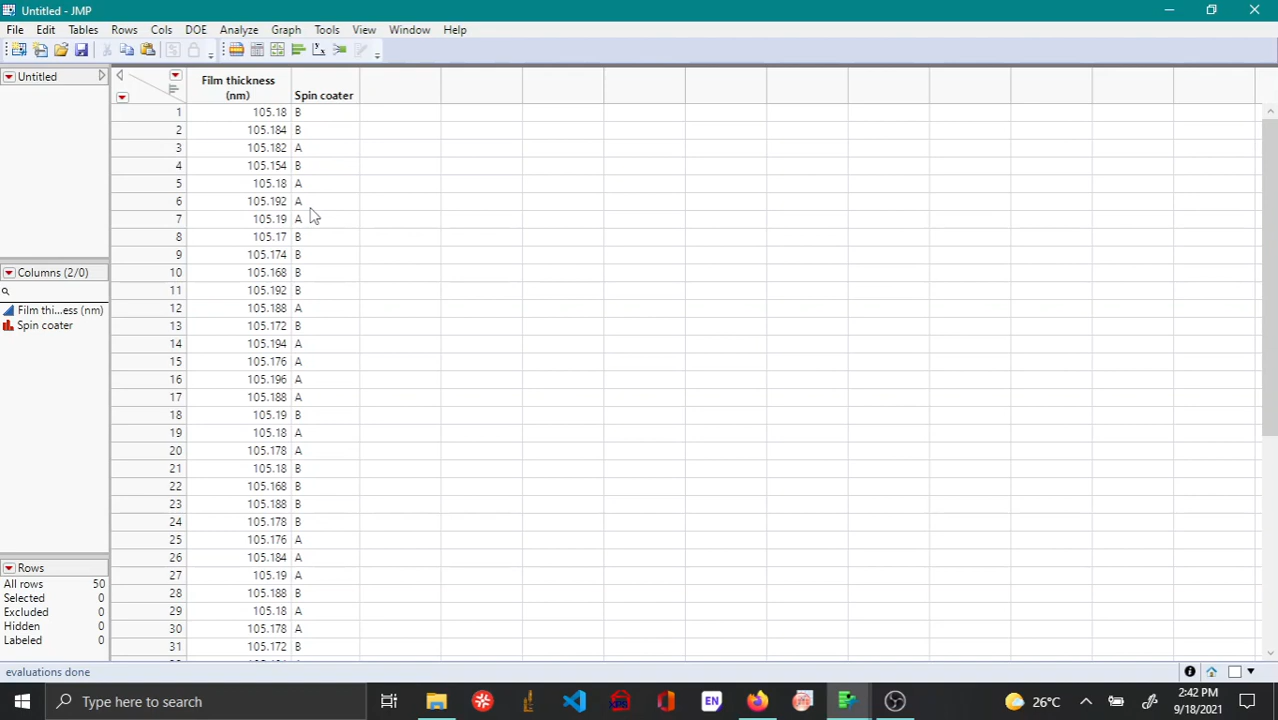 Untitled - JMP
File Edit Tables Rows Cols DOE Analyze Graph Tools View Window Help
Untitled
Film thickness (nm) Spin coater
1 105.18 B
2 105.184 B
3 105.182 A
4 105.154 B
5 105.18 A
6 105.192 A
7 105.19 A
8 105.17 B
9 105.174 B
10 105.168 B
11 105.192 B
12 105.188 A
13 105.172 B
14 105.194 A
15 105.176 A
16 105.196 A
17 105.188 A
18 105.19 B
19 105.18 A
20 105.178 A
21 105.18 B
22 105.168 B
23 105.188 B
24 105.178 B
25 105.176 A
26 105.184 A
27 105.19 A
28 105.188 B
29 105.18 A
30 105.178 A
31 105.172 B
Columns (2/0)
Film thi...ess (nm)
Spin coater
Rows
All rows 50
Selected 0
Excluded 0
Hidden 0
Labeled 0
evaluations done
Type here to search
EN
26°C
2:42 PM
9/18/2021